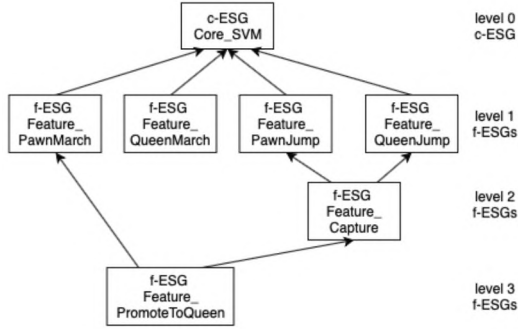 c-ESG
Core_SVM
level 0
c-ESG
f-ESG
Feature_
PawnMarch
f-ESG
Feature_
QueenMarch
f-ESG
Feature_
PawnJump
f-ESG
Feature_
QueenJump
level 1
f-ESGs
f-ESG
Feature_
Capture
level 2
f-ESGs
f-ESG
Feature_
PromoteToQueen
level 3
f-ESGs